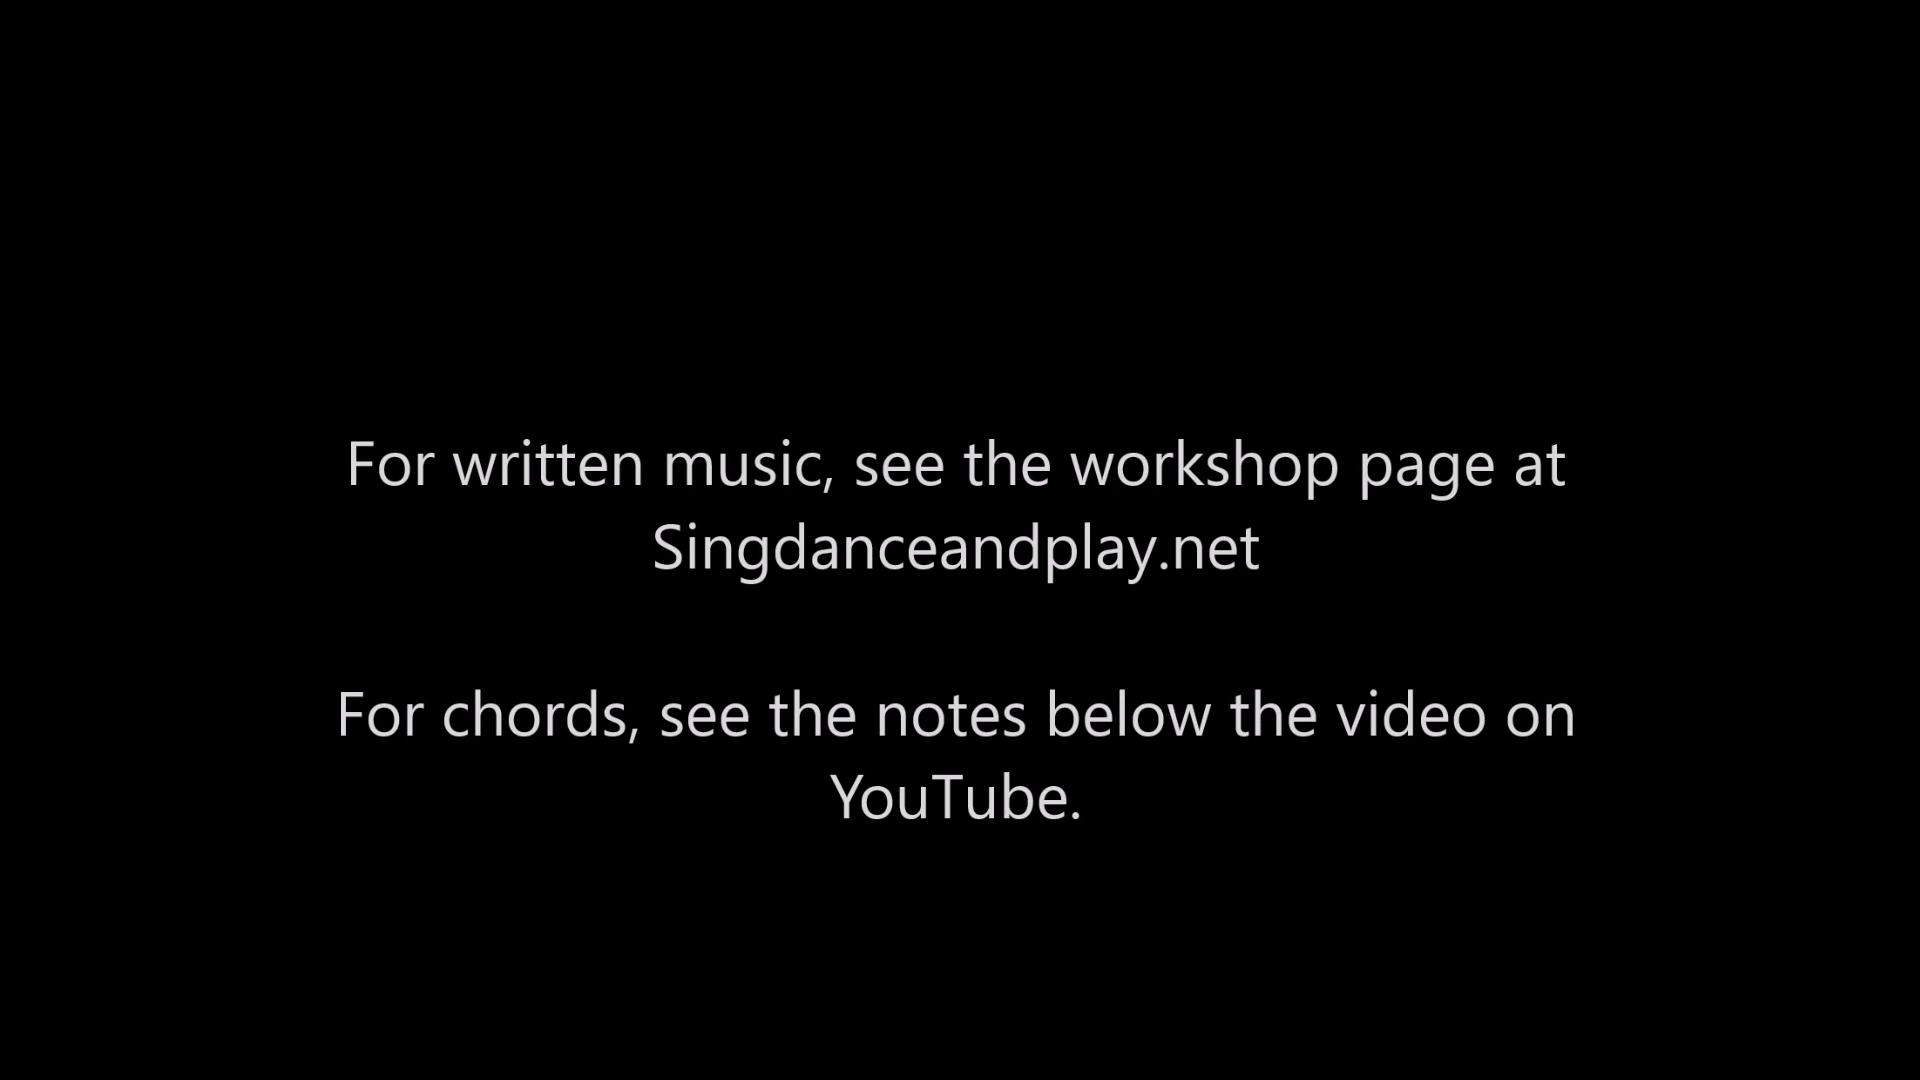 For written music, see the workshop page at
Singdanceandplay.net
For chords, see the notes below the video on
YouTube.